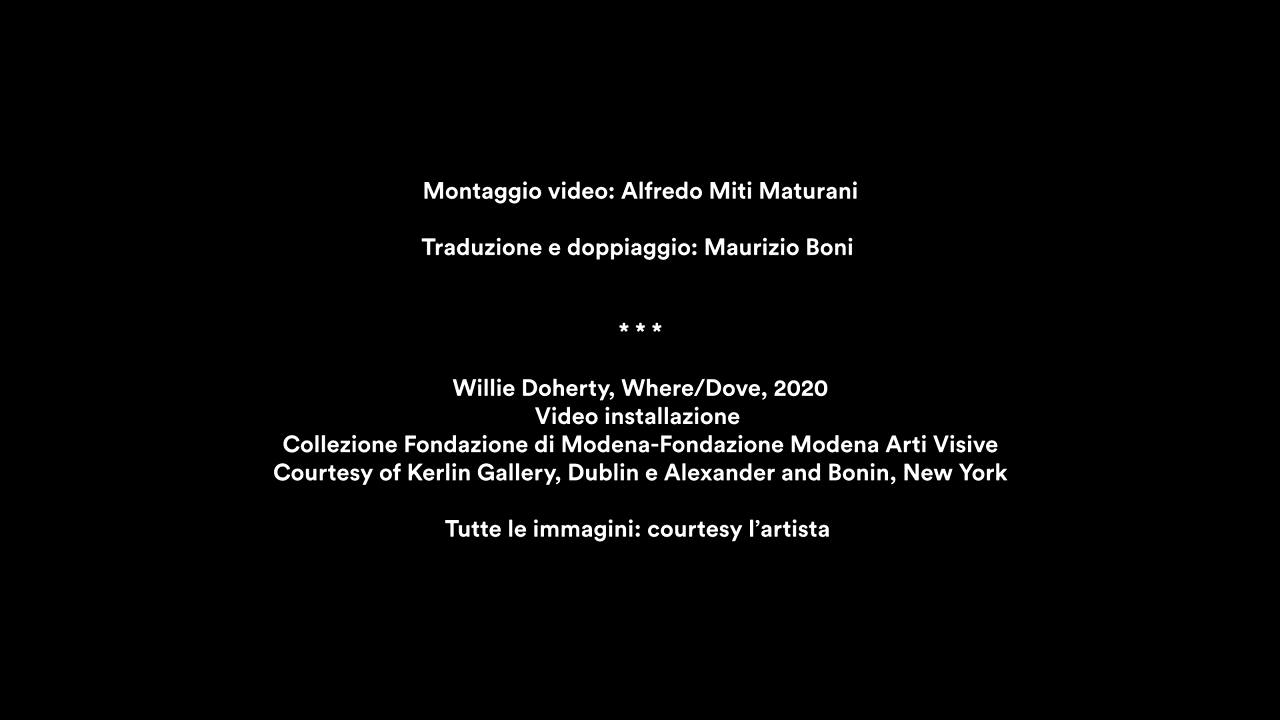 Montaggio video: Alfredo Miti Maturani
Traduzione e doppiaggio: Maurizio Boni
* * *
Willie Doherty, Where/Dove, 2020
Video installazione
Collezione Fondazione di Modena-Fondazione Modena Arti Visive
Courtesy of Kerlin Gallery, Dublin e Alexander and Bonin, New York
Tutte le immagini: courtesy l’artista